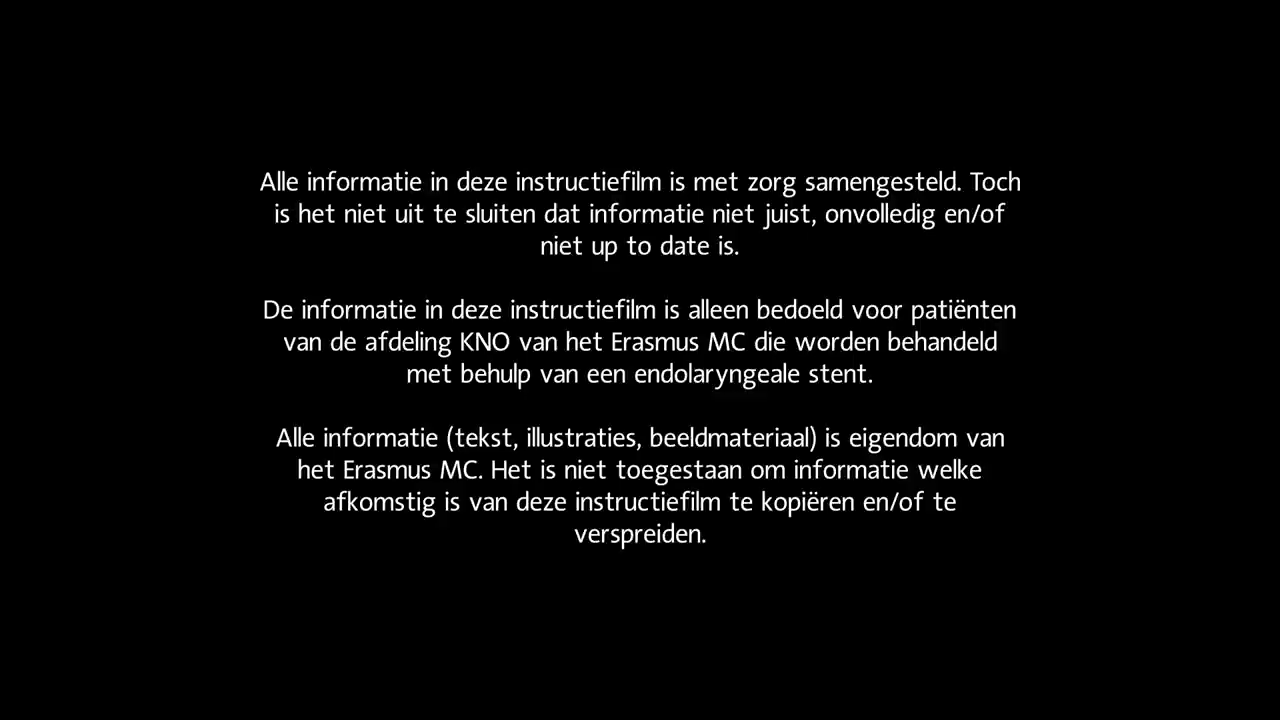 Alle informatie in deze instructiefilm is met zorg samengesteld. Toch
is het niet uit te sluiten dat informatie niet juist, onvolledig en/of
niet up to date is.
De informatie in deze instructiefilm is alleen bedoeld voor patiënten
van de afdeling KNO van het Erasmus MC die worden behandeld
met behulp van een endolaryngeale stent.
Alle informatie (tekst, illustraties, beeldmateriaal) is eigendom van
het Erasmus MC. Het is niet toegestaan om informatie welke
afkomstig is van deze instructiefilm te kopiëren en/of te
verspreiden.